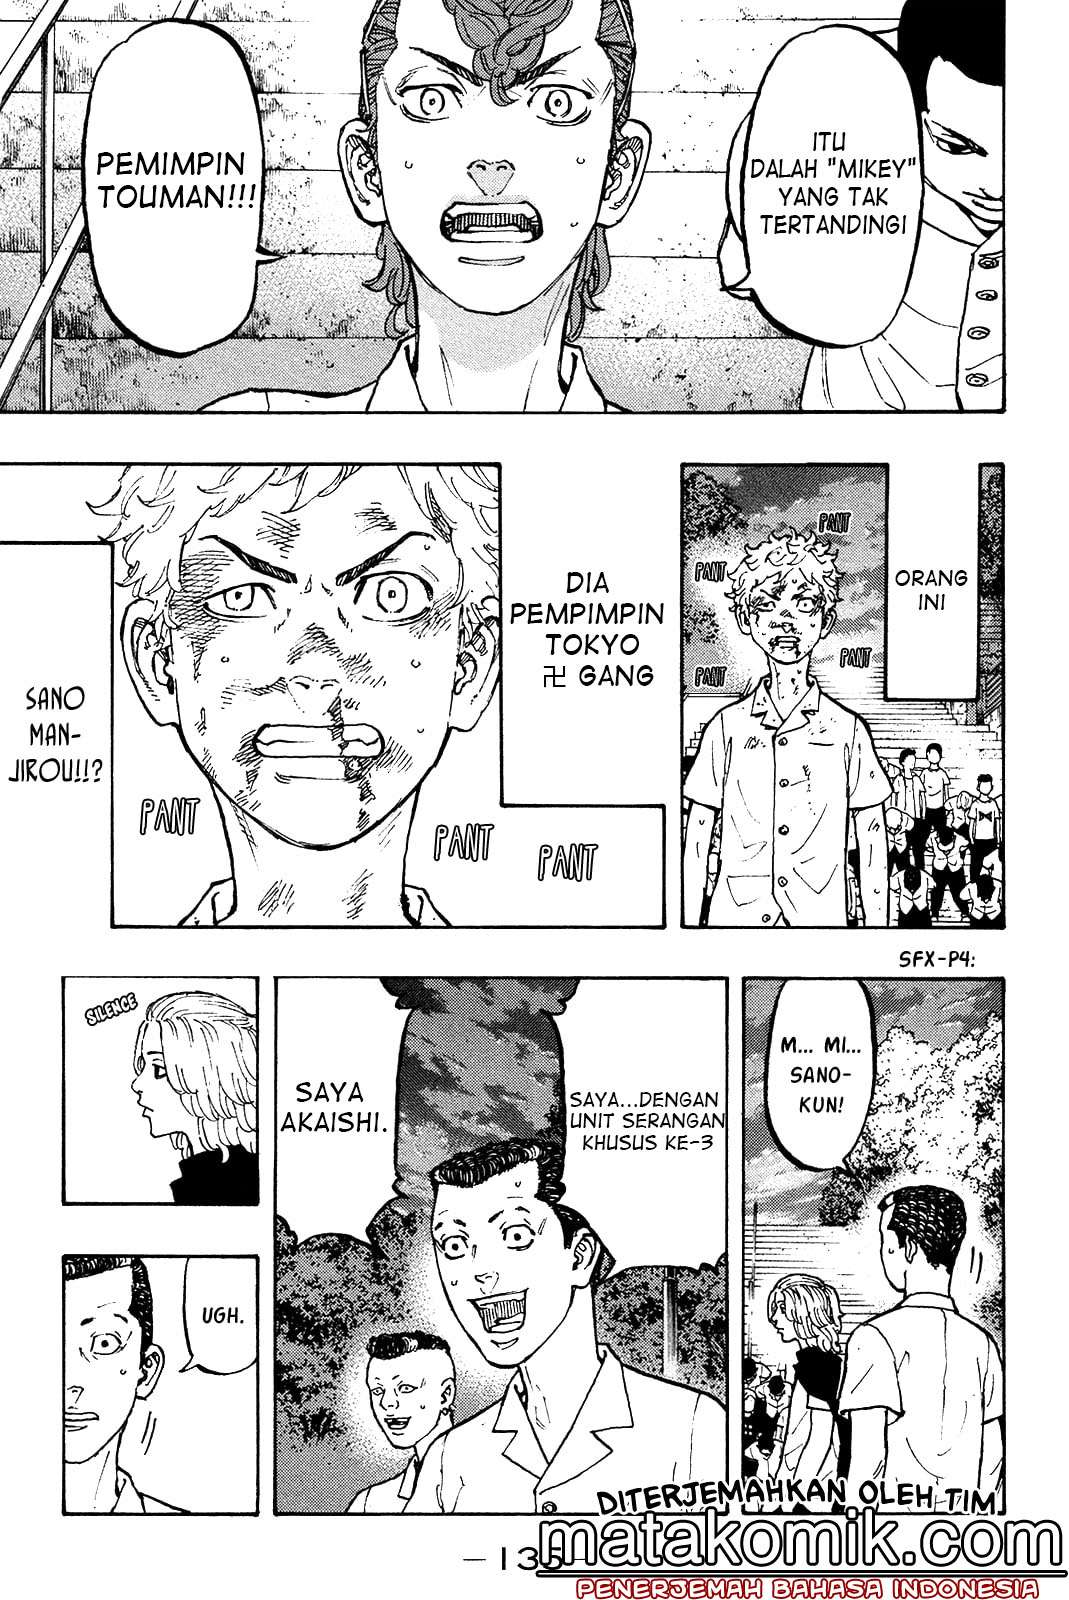 ITU
DALAH "MIKEY"
YANG TAK
TERTANDINGI
PEMIMPIN
TOUMAN!!!
ORANG
INI
PANT
PANT
PANT
PANT
DIA
PEMPIMPIN
TOKYO
卍 GANG
SANO
MAN-
JIROU!!?
PANT
PANT
PANT
SFX-P4:
M... MI...
SANO-
KUN!
SAYA...DENGAN
UNIT SERANGAN
KHUSUS KE-3
SAYA
AKAISHI.
SILENCE
UGH.
DITERJEMAHKAN OLEH TIM
matakomik.com
PENERJEMAH BAHASA INDONESIA